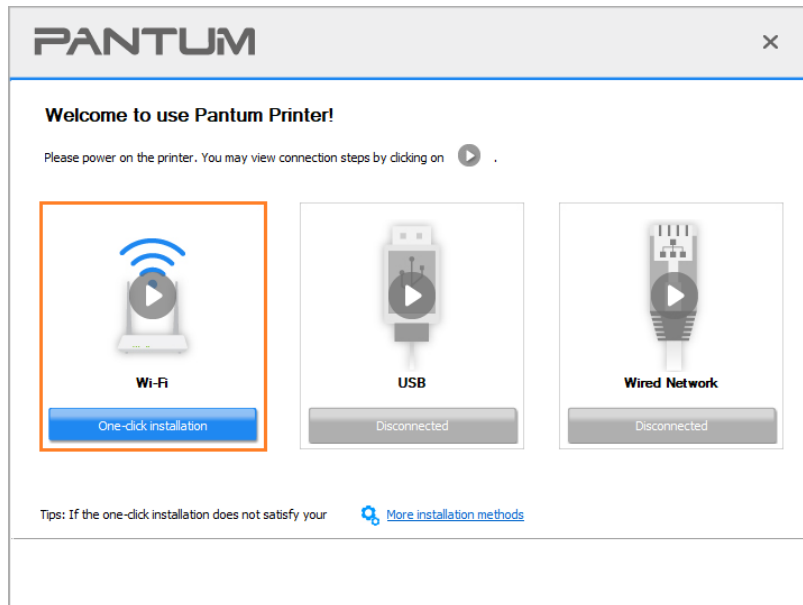 PANTUM
Welcome to use Pantum Printer!
Please power on the printer. You may view connection steps by clicking on .
Wi-Fi
USB
Wired Network
One-click installation
Disconnected
Disconnected
Tips: If the one-click installation does not satisfy your More installation methods